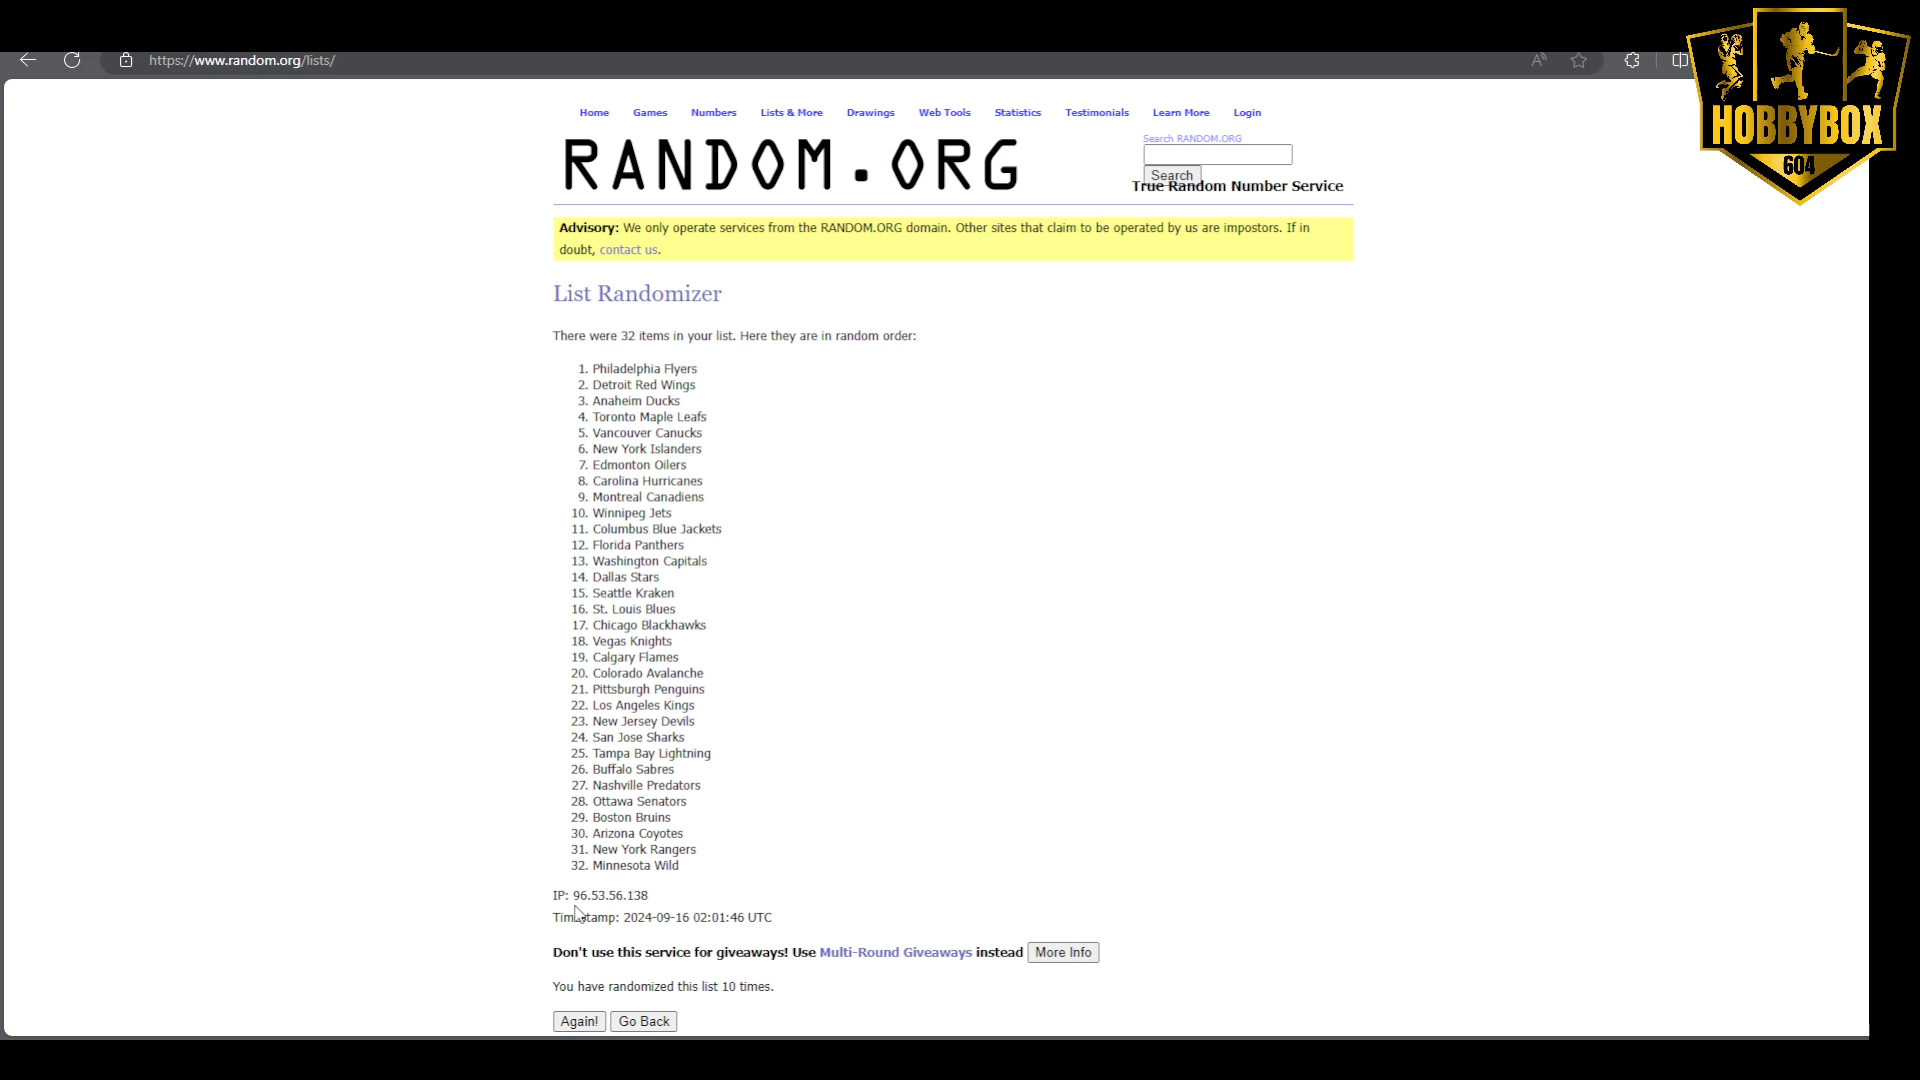 https://www.random.org/lists/
HOBBYBOX
604
Home Games Numbers Lists & More Drawings Web Tools Statistics Testimonials Learn More Login
RANDOM.ORG
Search RANDOM.ORG
Search
True Random Number Service
Advisory: We only operate services from the RANDOM.ORG domain. Other sites that claim to be operated by us are impostors. If in
doubt, contact us.
List Randomizer
There were 32 items in your list. Here they are in random order:
1. Philadelphia Flyers
2. Detroit Red Wings
3. Anaheim Ducks
4. Toronto Maple Leafs
5. Vancouver Canucks
6. New York Islanders
7. Edmonton Oilers
8. Carolina Hurricanes
9. Montreal Canadiens
10. Winnipeg Jets
11. Columbus Blue Jackets
12. Florida Panthers
13. Washington Capitals
14. Dallas Stars
15. Seattle Kraken
16. St. Louis Blues
17. Chicago Blackhawks
18. Vegas Knights
19. Calgary Flames
20. Colorado Avalanche
21. Pittsburgh Penguins
22. Los Angeles Kings
23. New Jersey Devils
24. San Jose Sharks
25. Tampa Bay Lightning
26. Buffalo Sabres
27. Nashville Predators
28. Ottawa Senators
29. Boston Bruins
30. Arizona Coyotes
31. New York Rangers
32. Minnesota Wild
IP: 96.53.56.138
Timestamp: 2024-09-16 02:01:46 UTC
Don't use this service for giveaways! Use Multi-Round Giveaways instead More Info
You have randomized this list 10 times.
Again! Go Back